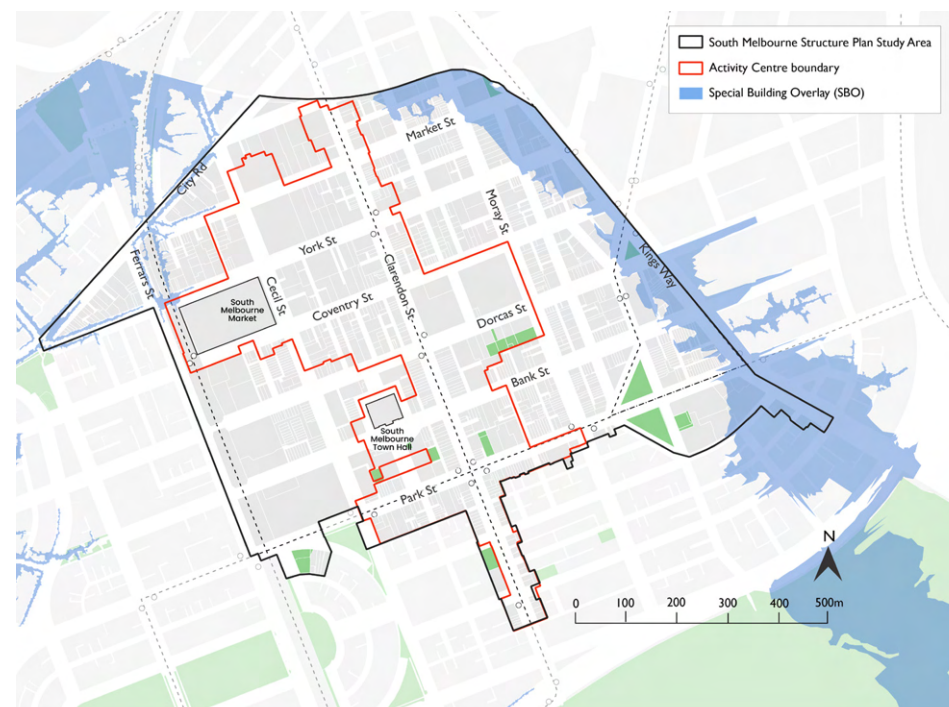 South Melbourne Structure Plan Study Area
Activity Centre boundary
Special Building Overlay (SBO)
Market St
City Rd
Moray St
York St
Kings Way
Ferrars St
Clarendon St
Cecil St
South
Melbourne
Market
Coventry St
Dorcas St
Bank St
South
Melbourne
Town Hall
Park St
N
0 100 200 300 400 500m